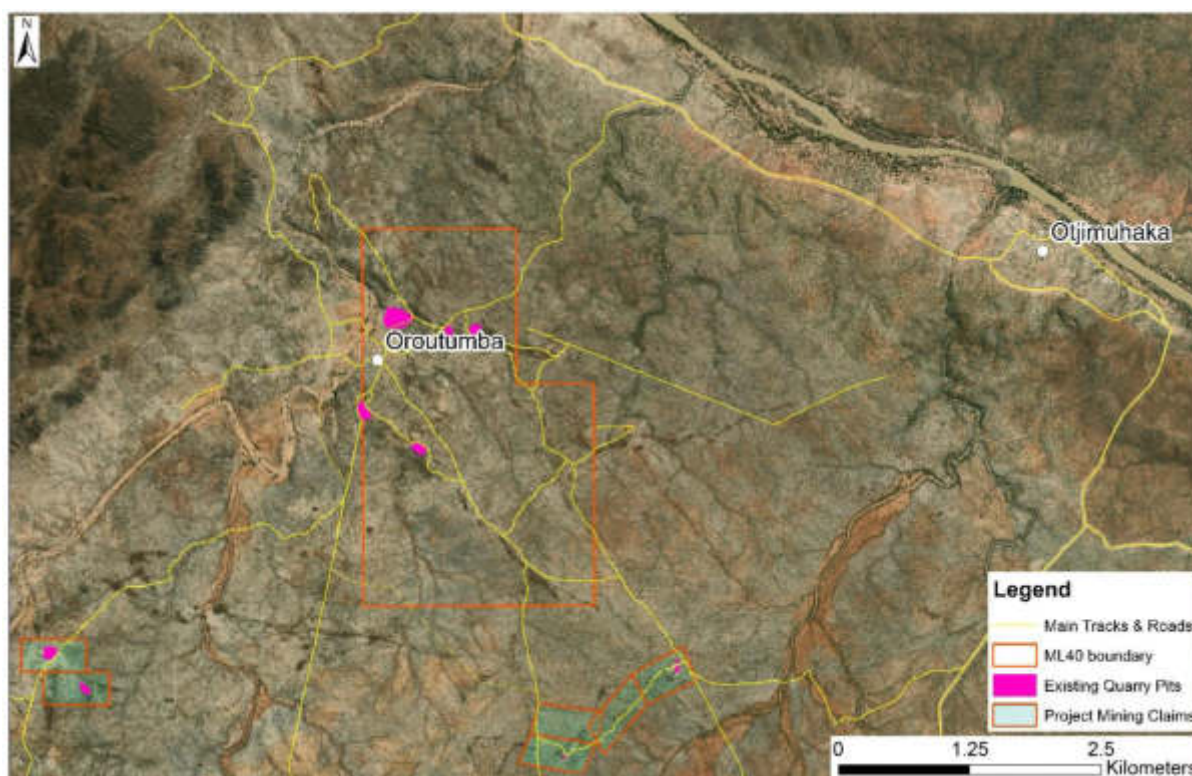 N
Otjimuhaka
Oroutumba
Legend
Main Tracks & Roads
ML40 boundary
Existing Quarry Pits
Project Mining Claims
0 1.25 2.5
Kilometers